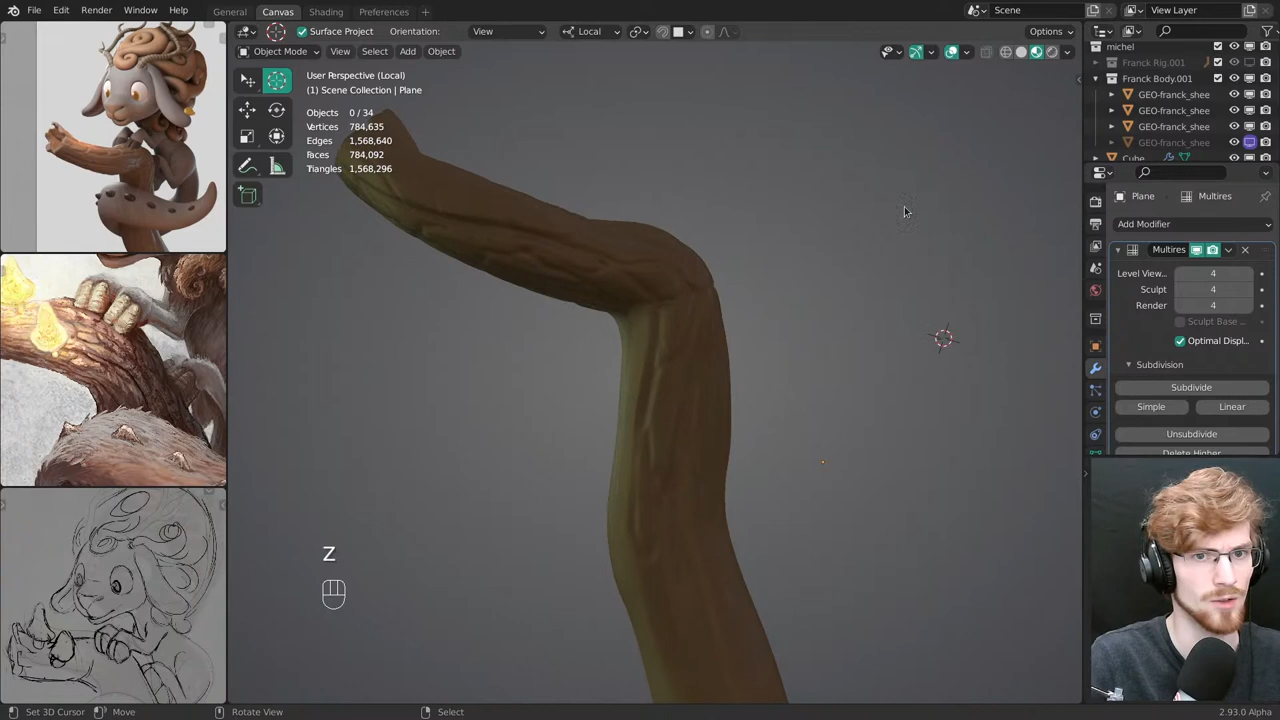 File Edit Render Window Help
General Canvas Shading Preferences +
Scene View Layer
Surface Project Orientation: View Local Options
Object Mode View Select Add Object
User Perspective (Local)
(1) Scene Collection | Plane
Objects 0 / 34
Vertices 784,635
Edges 1,568,640
Faces 784,092
Triangles 1,568,296
Z
michel
Franck Rig.001
Franck Body.001
GEO-franck_shee
GEO-franck_shee
GEO-franck_shee
GEO-franck_shee
Cube
Plane Multires
Add Modifier
Multires
Level View... 4
Sculpt 4
Render 4
Sculpt Base ...
Optimal Displ...
Subdivision
Subdivide
Simple Linear
Unsubdivide
Delete Higher
Set 3D Cursor Move Rotate View Select 2.93.0 Alpha